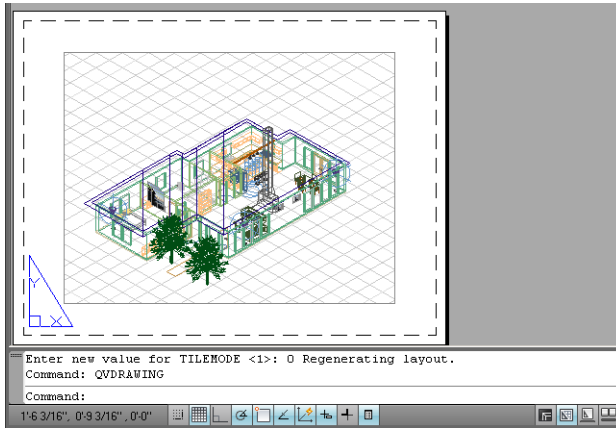 Y
X
Enter new value for TILEMODE <1>: 0 Regenerating layout.
Command: QVDRAWING
Command:
1'-6 3/16", 0'-9 3/16" , 0'-0"